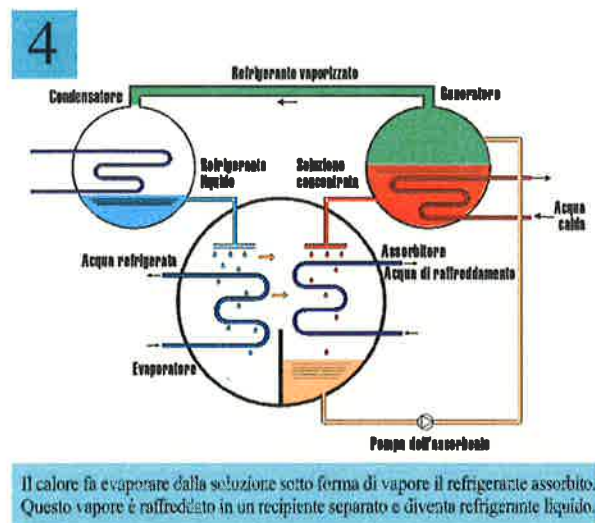 4
Refrigerante vaporizzato
Condensatore
Generatore
Refrigerante
liquido
Soluzione
concentrata
Acqua
calda
Acqua refrigerata
Assorbitore
Acqua di raffreddamento
Evaporatore
Pompa dell'assorbente
Il calore fa evaporare dalla soluzione sotto forma di vapore il refrigerante assorbito.
Questo vapore è raffreddato in un recipiente separato e diventa refrigerante liquido.